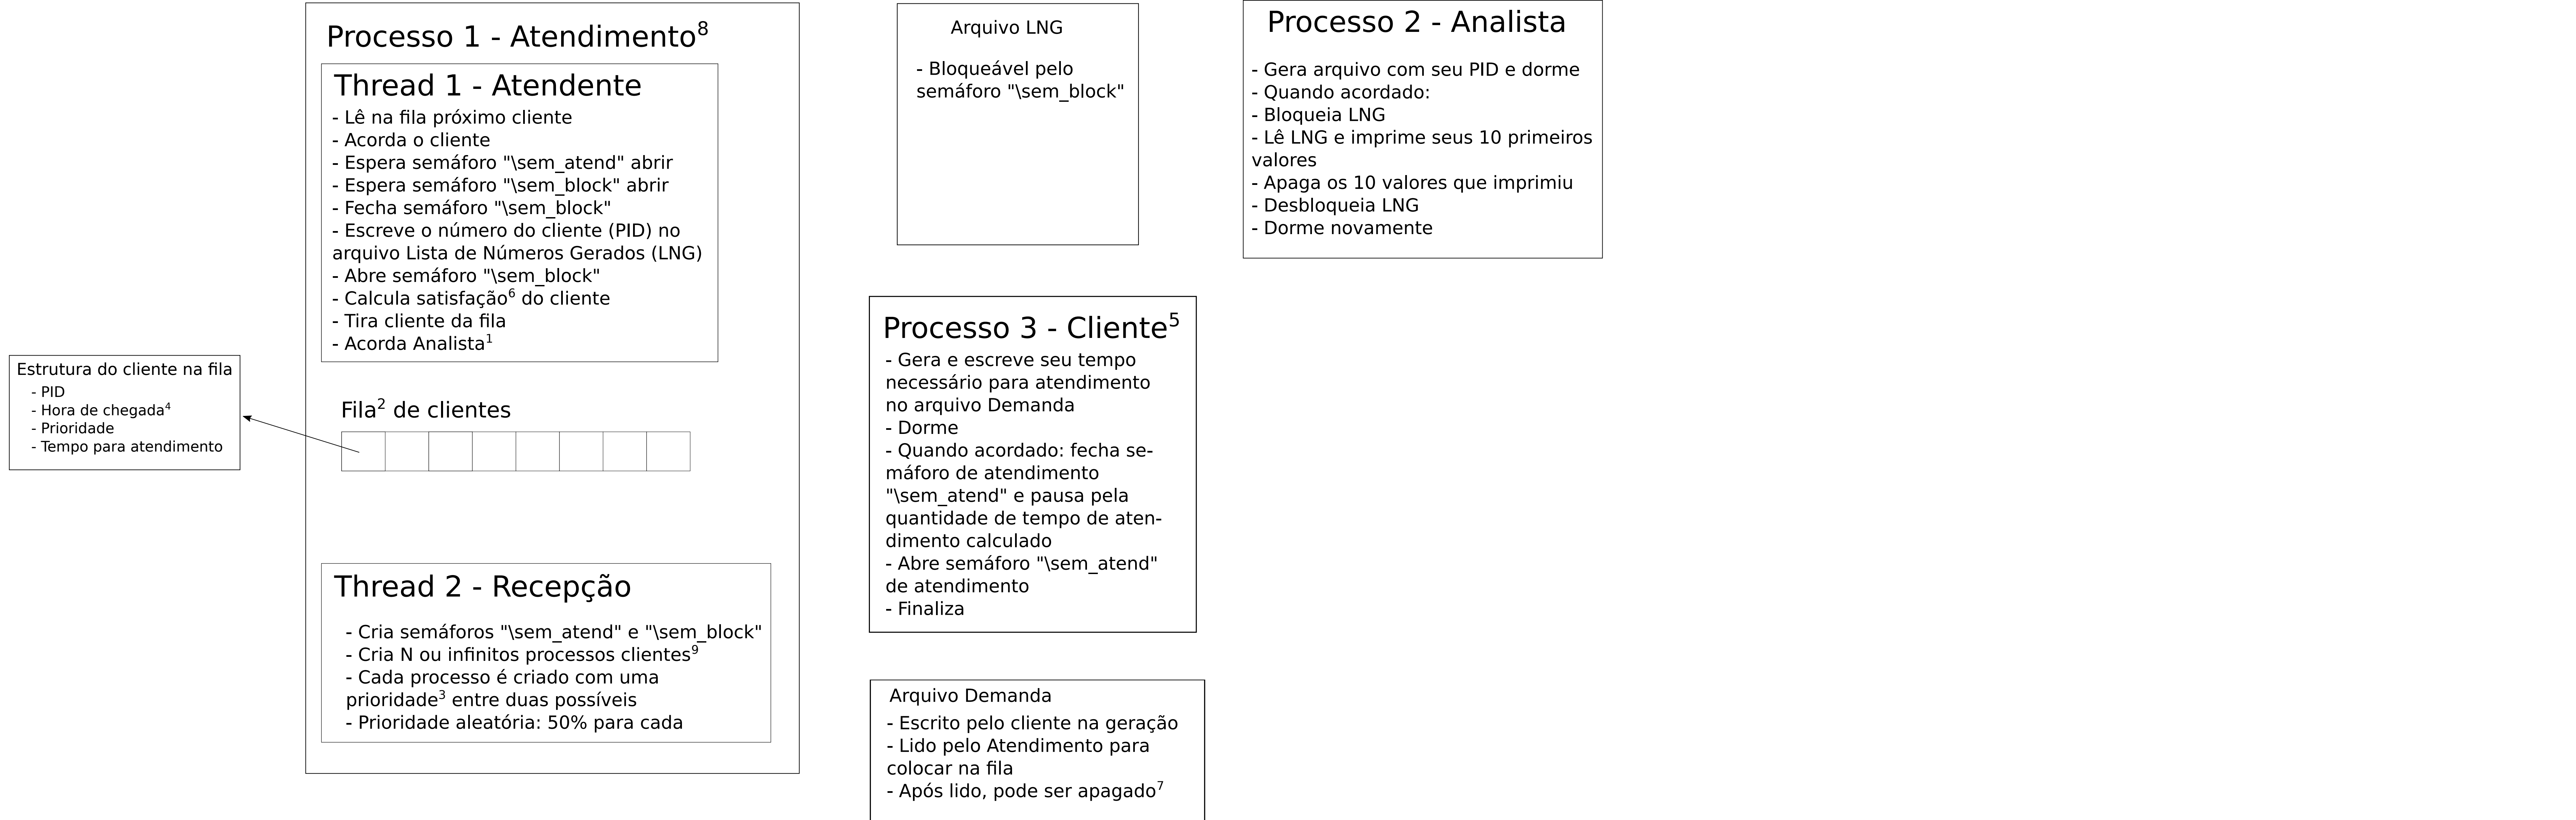 Processo 1 - Atendimento⁸
Thread 1 - Atendente
- Lê na fila próximo cliente
- Acorda o cliente
- Espera semáforo "\sem_atend" abrir
- Espera semáforo "\sem_block" abrir
- Fecha semáforo "\sem_block"
- Escreve o número do cliente (PID) no
arquivo Lista de Números Gerados (LNG)
- Abre semáforo "\sem_block"
- Calcula satisfação⁶ do cliente
- Tira cliente da fila
- Acorda Analista¹
Estrutura do cliente na fila
- PID
- Hora de chegada⁴
- Prioridade
- Tempo para atendimento
Fila² de clientes
Thread 2 - Recepção
- Cria semáforos "\sem_atend" e "\sem_block"
- Cria N ou infinitos processos clientes⁹
- Cada processo é criado com uma
prioridade³ entre duas possíveis
- Prioridade aleatória: 50% para cada
Arquivo LNG
- Bloqueável pelo
semáforo "\sem_block"
Processo 3 - Cliente⁵
- Gera e escreve seu tempo
necessário para atendimento
no arquivo Demanda
- Dorme
- Quando acordado: fecha se-
máforo de atendimento
"\sem_atend" e pausa pela
quantidade de tempo de aten-
dimento calculado
- Abre semáforo "\sem_atend"
de atendimento
- Finaliza
Arquivo Demanda
- Escrito pelo cliente na geração
- Lido pelo Atendimento para
colocar na fila
- Após lido, pode ser apagado⁷
Processo 2 - Analista
- Gera arquivo com seu PID e dorme
- Quando acordado:
- Bloqueia LNG
- Lê LNG e imprime seus 10 primeiros
valores
- Apaga os 10 valores que imprimiu
- Desbloqueia LNG
- Dorme novamente